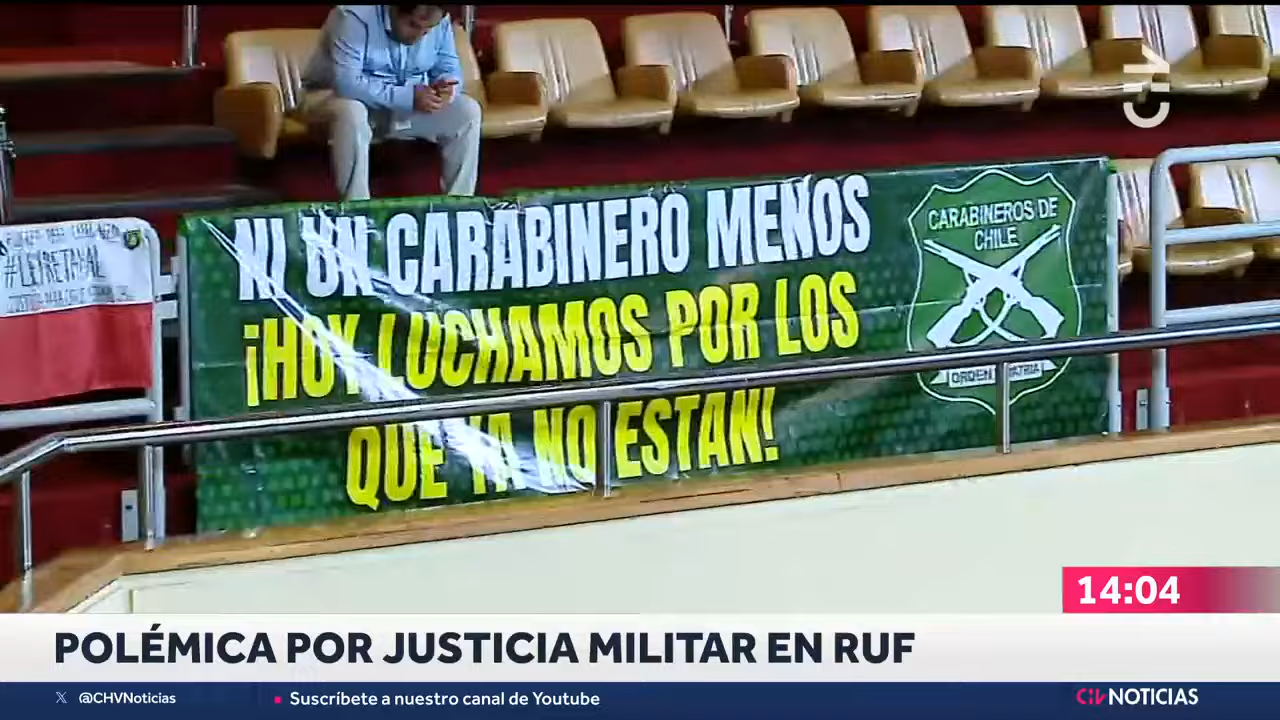 NI UN CARABINERO MENOS
¡HOY LUCHAMOS POR LOS
QUE YA NO ESTAN!
CARABINEROS DE
CHILE
ORDEN PATRIA
#LEYRETAMAL
14:04
POLÉMICA POR JUSTICIA MILITAR EN RUF
@CHVNoticias
Suscríbete a nuestro canal de Youtube
CHV NOTICIAS